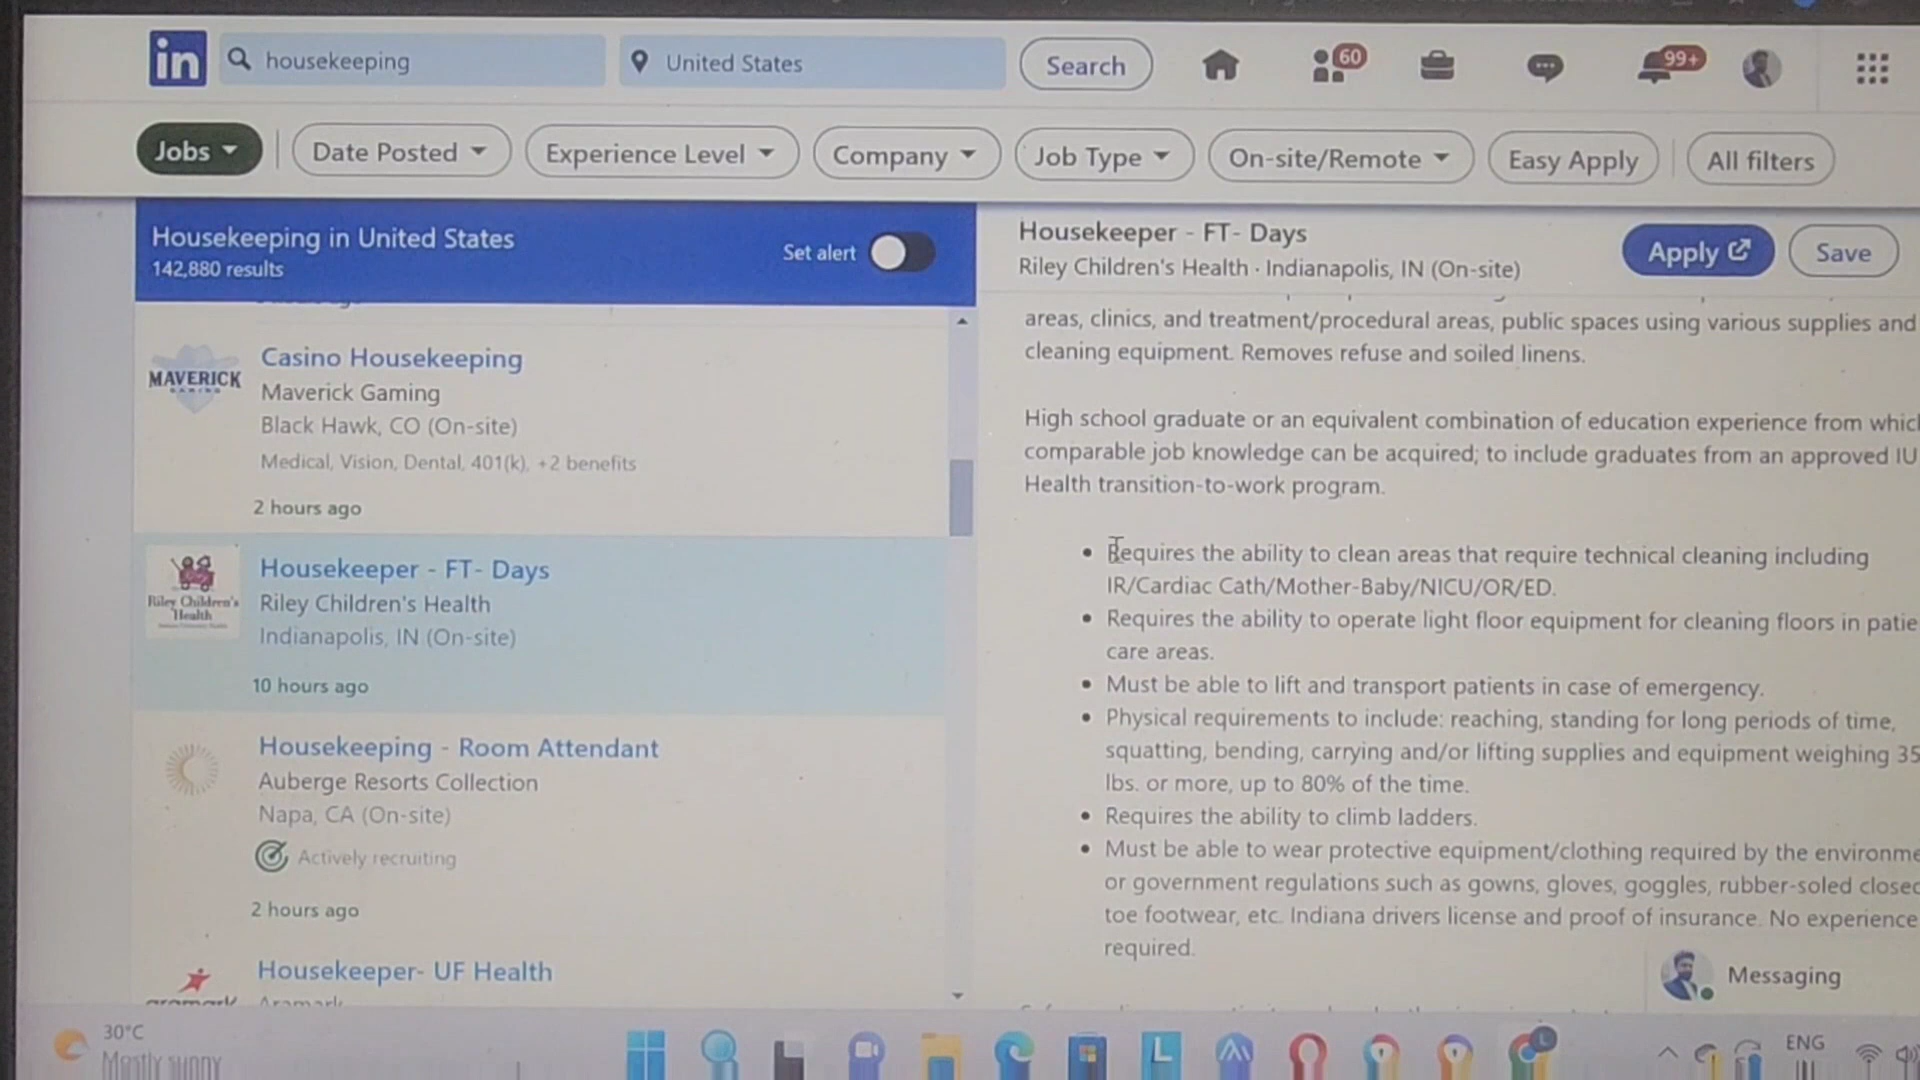 in housekeeping United States Search 60 99+
Jobs Date Posted Experience Level Company Job Type On-site/Remote Easy Apply All filters
Housekeeping in United States
142,880 results
Set alert
MAVERICK
GAMING
Casino Housekeeping
Maverick Gaming
Black Hawk, CO (On-site)
Medical, Vision, Dental, 401(k), +2 benefits
2 hours ago
Riley Children's
Health
Housekeeper - FT- Days
Riley Children's Health
Indianapolis, IN (On-site)
10 hours ago
Housekeeping - Room Attendant
Auberge Resorts Collection
Napa, CA (On-site)
Actively recruiting
2 hours ago
aramark
Housekeeper- UF Health
Aramark
Housekeeper - FT- Days
Riley Children's Health · Indianapolis, IN (On-site)
Apply
Save
areas, clinics, and treatment/procedural areas, public spaces using various supplies and
cleaning equipment. Removes refuse and soiled linens.
High school graduate or an equivalent combination of education experience from which
comparable job knowledge can be acquired; to include graduates from an approved IU
Health transition-to-work program.
• Requires the ability to clean areas that require technical cleaning including
IR/Cardiac Cath/Mother-Baby/NICU/OR/ED.
• Requires the ability to operate light floor equipment for cleaning floors in patie
care areas.
• Must be able to lift and transport patients in case of emergency.
• Physical requirements to include: reaching, standing for long periods of time,
squatting, bending, carrying and/or lifting supplies and equipment weighing 35
lbs. or more, up to 80% of the time.
• Requires the ability to climb ladders.
• Must be able to wear protective equipment/clothing required by the environme
or government regulations such as gowns, gloves, goggles, rubber-soled closed
toe footwear, etc. Indiana drivers license and proof of insurance. No experience
required.
Messaging
30°C
Mostly sunny
L
ENG